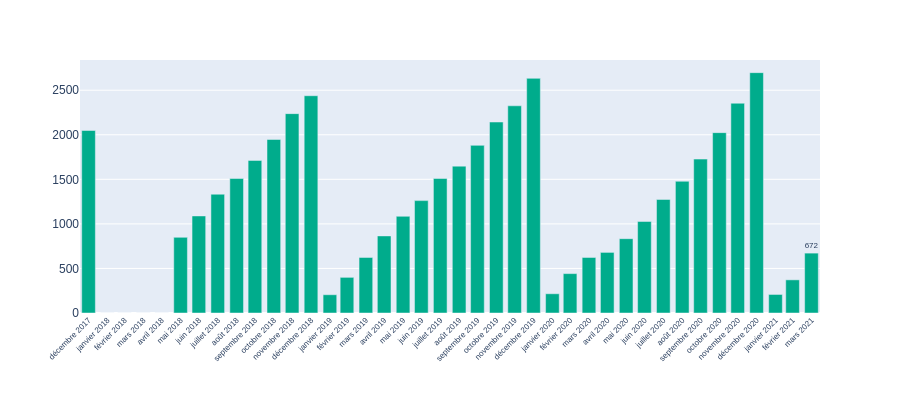 2500
2000
1500
1000
500
0
672
décembre 2017
janvier 2018
février 2018
mars 2018
avril 2018
mai 2018
juin 2018
juillet 2018
août 2018
septembre 2018
octobre 2018
novembre 2018
décembre 2018
janvier 2019
février 2019
mars 2019
avril 2019
mai 2019
juin 2019
juillet 2019
août 2019
septembre 2019
octobre 2019
novembre 2019
décembre 2019
janvier 2020
février 2020
mars 2020
avril 2020
mai 2020
juin 2020
juillet 2020
août 2020
septembre 2020
octobre 2020
novembre 2020
décembre 2020
janvier 2021
février 2021
mars 2021